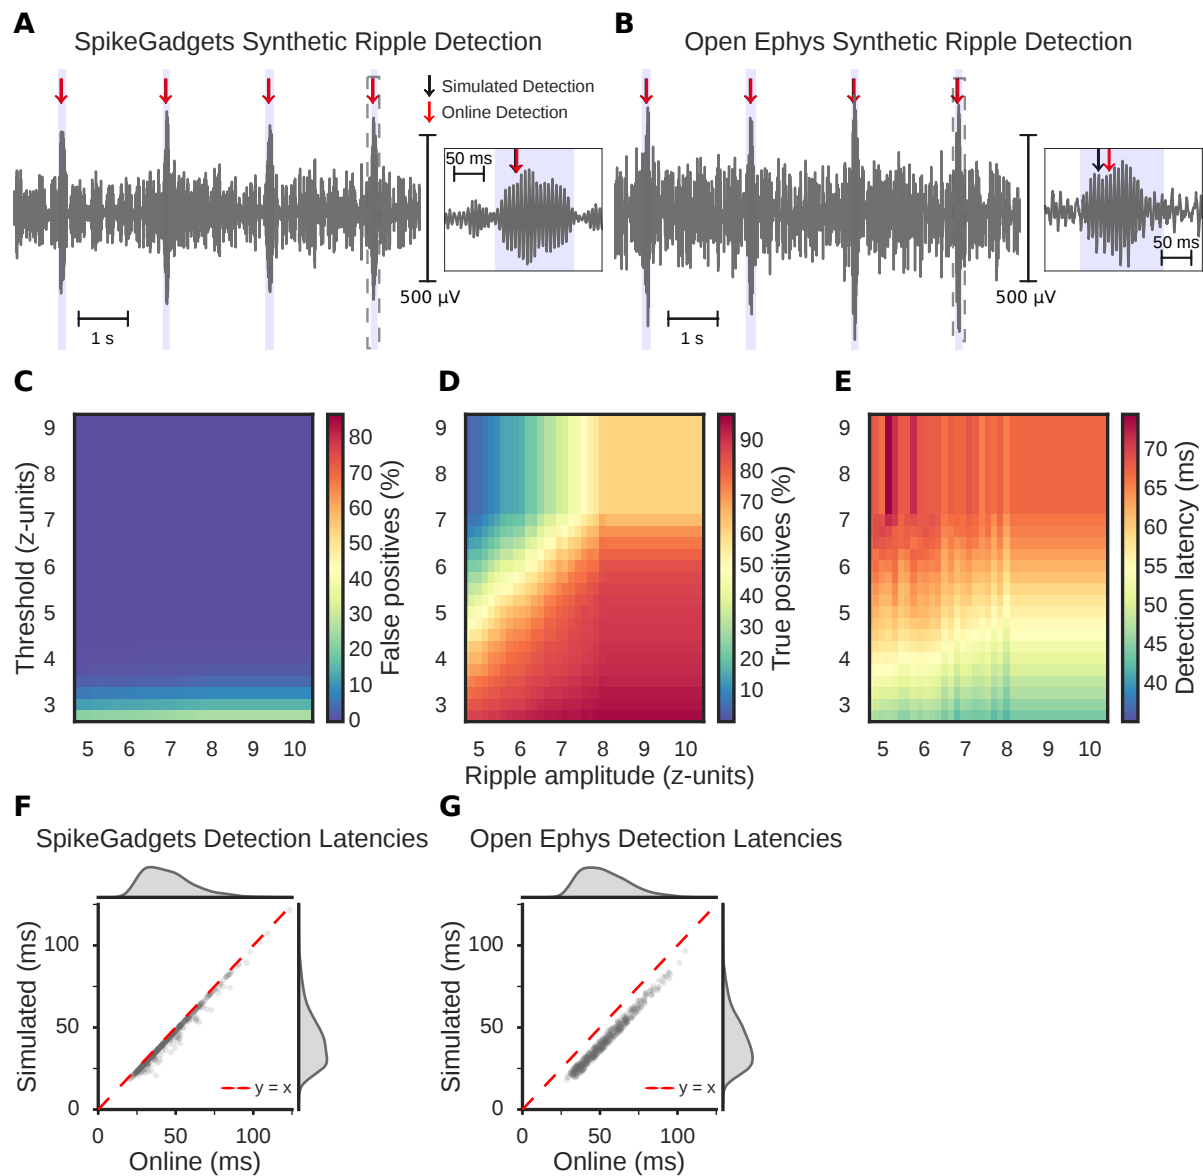 A
SpikeGadgets Synthetic Ripple Detection
Simulated Detection
Online Detection
50 ms
500 µV
1 s
B
Open Ephys Synthetic Ripple Detection
50 ms
500 µV
1 s
C
Threshold (z-units)
9
8
7
6
5
4
3
5 6 7 8 9 10
80
70
60
50
40
30
20
10
0
False positives (%)
D
9
8
7
6
5
4
3
5 6 7 8 9 10
Ripple amplitude (z-units)
90
80
70
60
50
40
30
20
10
True positives (%)
E
9
8
7
6
5
4
3
5 6 7 8 9 10
70
65
60
55
50
45
40
Detection latency (ms)
F
SpikeGadgets Detection Latencies
Simulated (ms)
100
50
0
y = x
0 50 100
Online (ms)
G
Open Ephys Detection Latencies
Simulated (ms)
100
50
0
y = x
0 50 100
Online (ms)